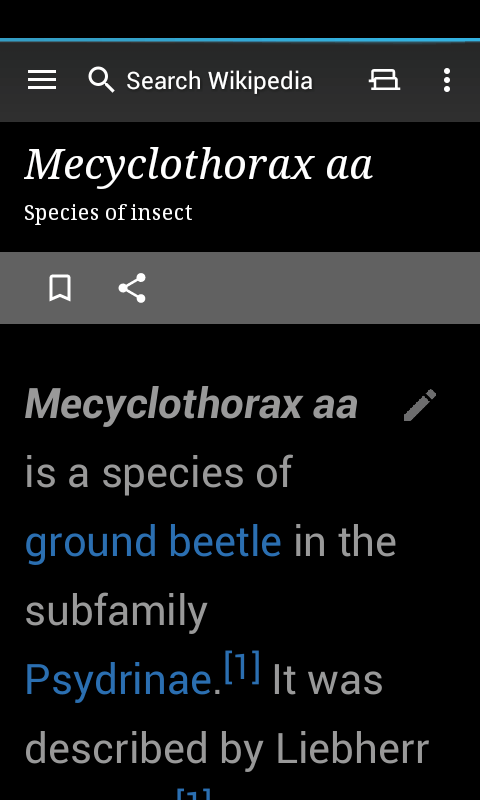 Search Wikipedia
Mecyclothorax aa
Species of insect
Mecyclothorax aa
is a species of
ground beetle in the
subfamily
Psydrinae.[1] It was
described by Liebherr
[1]